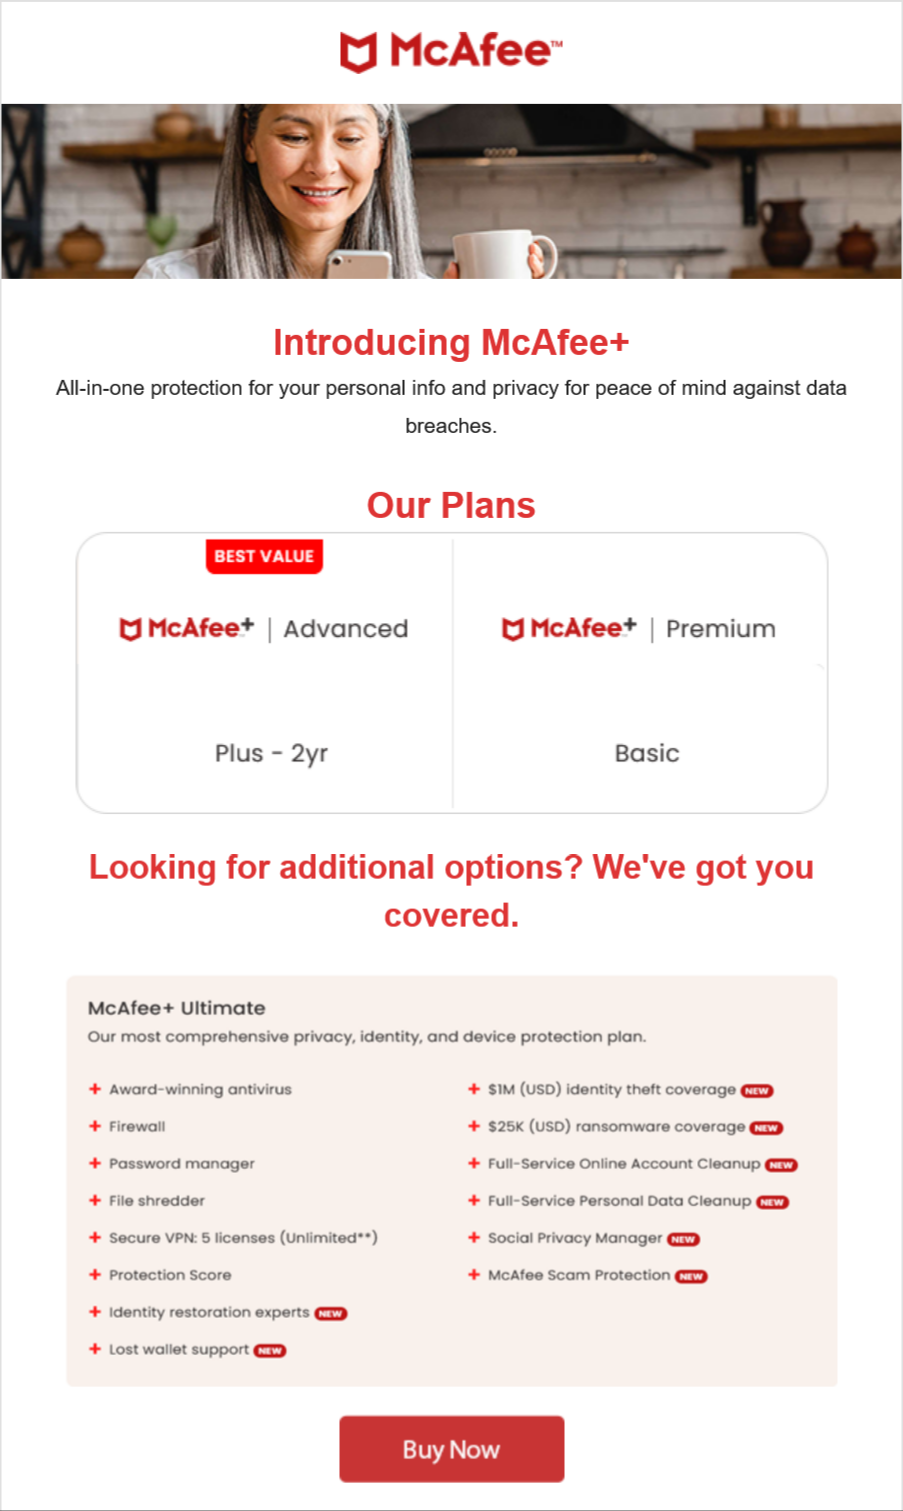 McAfee™
Introducing McAfee+
All-in-one protection for your personal info and privacy for peace of mind against data
breaches.
Our Plans
BEST VALUE
McAfee+ | Advanced
McAfee+ | Premium
Plus - 2yr
Basic
Looking for additional options? We've got you
covered.
McAfee+ Ultimate
Our most comprehensive privacy, identity, and device protection plan.
+ Award-winning antivirus
+ Firewall
+ Password manager
+ File shredder
+ Secure VPN: 5 licenses (Unlimited**)
+ Protection Score
+ Identity restoration experts NEW
+ Lost wallet support NEW
+ $1M (USD) identity theft coverage NEW
+ $25K (USD) ransomware coverage NEW
+ Full-Service Online Account Cleanup NEW
+ Full-Service Personal Data Cleanup NEW
+ Social Privacy Manager NEW
+ McAfee Scam Protection NEW
Buy Now